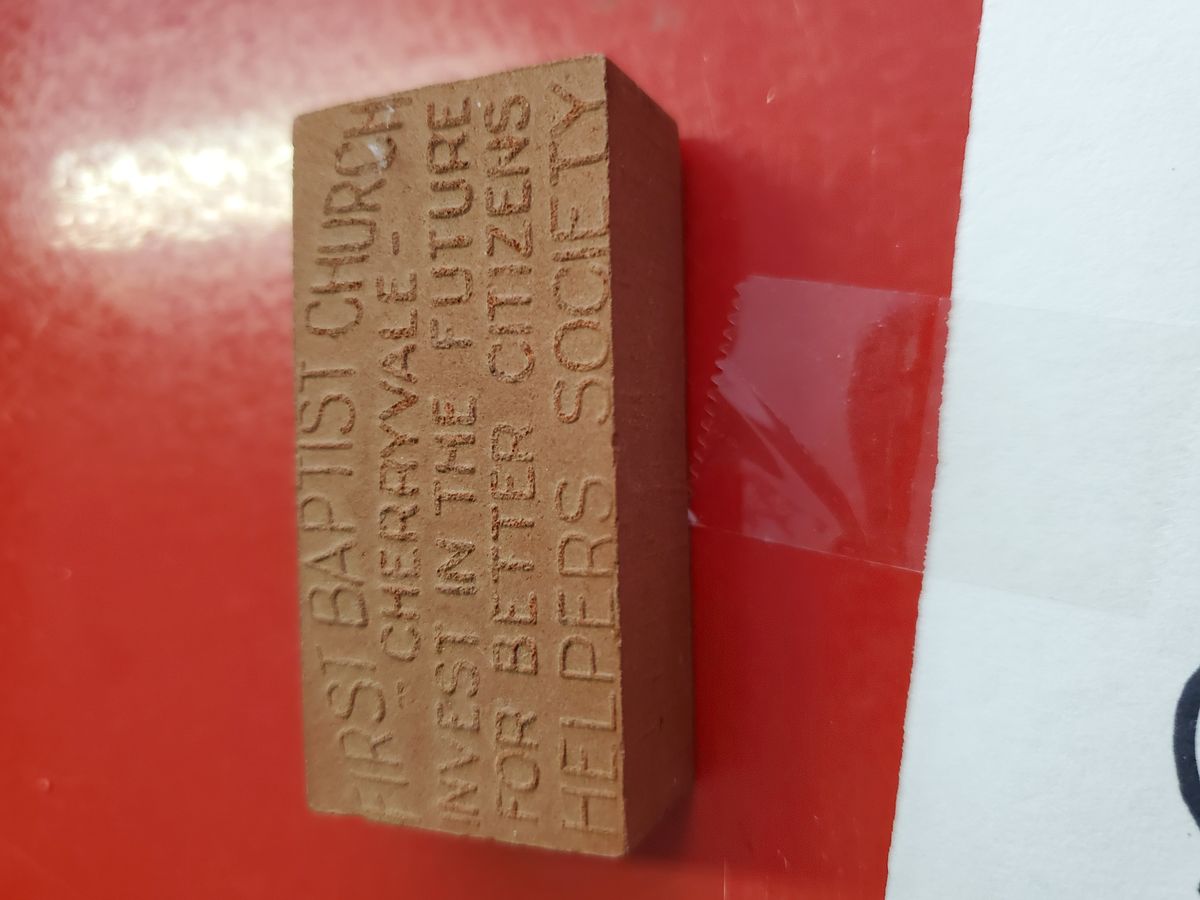 FIRST BAPTIST CHURCH
- CHERRYVALE -
INVEST IN THE FUTURE
FOR BETTER CITIZENS
HELPERS SOCIETY